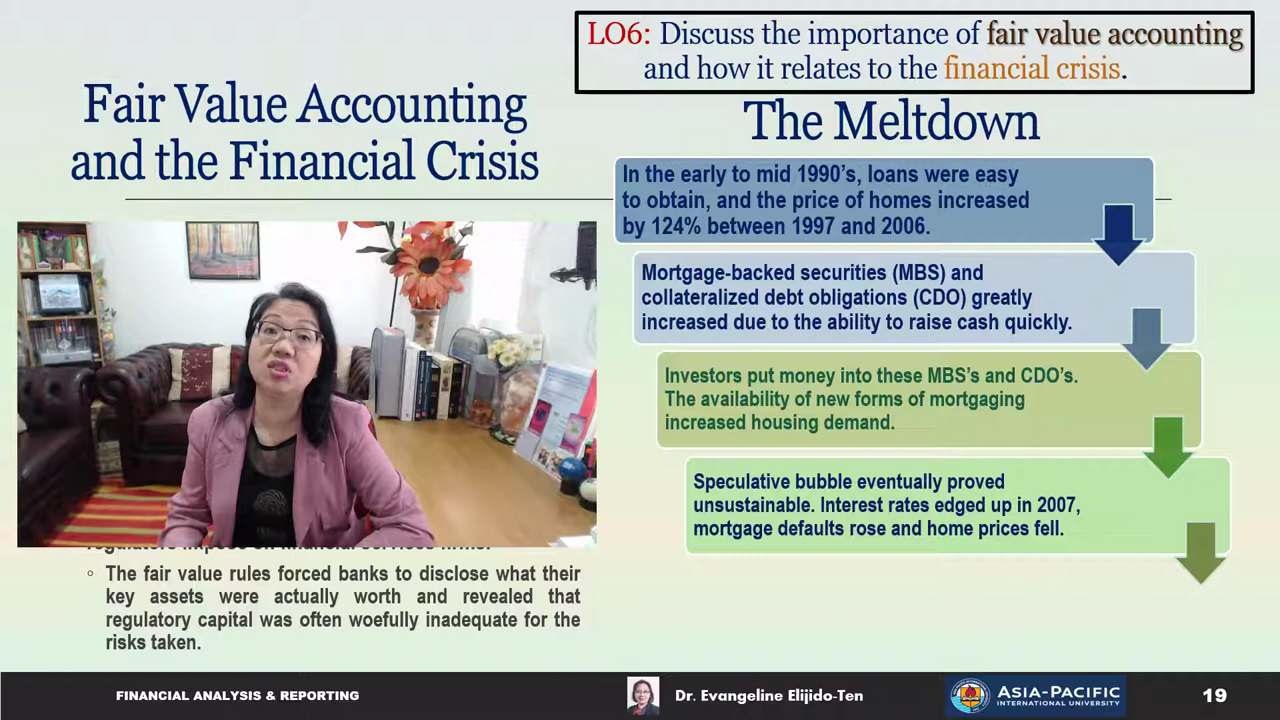 LO6: Discuss the importance of fair value accounting
and how it relates to the financial crisis.
Fair Value Accounting
and the Financial Crisis
The Meltdown
In the early to mid 1990's, loans were easy
to obtain, and the price of homes increased
by 124% between 1997 and 2006.
Mortgage-backed securities (MBS) and
collateralized debt obligations (CDO) greatly
increased due to the ability to raise cash quickly.
Investors put money into these MBS's and CDO's.
The availability of new forms of mortgaging
increased housing demand.
Speculative bubble eventually proved
unsustainable. Interest rates edged up in 2007,
mortgage defaults rose and home prices fell.
regulators impose on financial services firms.
◦ The fair value rules forced banks to disclose what their
key assets were actually worth and revealed that
regulatory capital was often woefully inadequate for the
risks taken.
FINANCIAL ANALYSIS & REPORTING
Dr. Evangeline Elijido-Ten
ASIA-PACIFIC
INTERNATIONAL UNIVERSITY
19